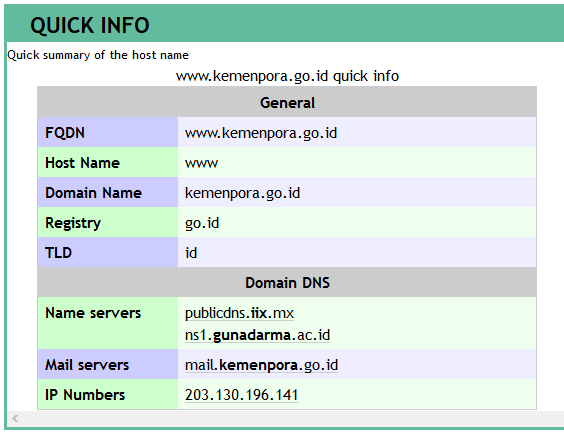 QUICK INFO
Quick summary of the host name
www.kemenpora.go.id quick info
General
FQDN www.kemenpora.go.id
Host Name www
Domain Name kemenpora.go.id
Registry go.id
TLD id
Domain DNS
Name servers publicdns.iix.mx
ns1.gunadarma.ac.id
Mail servers mail.kemenpora.go.id
IP Numbers 203.130.196.141